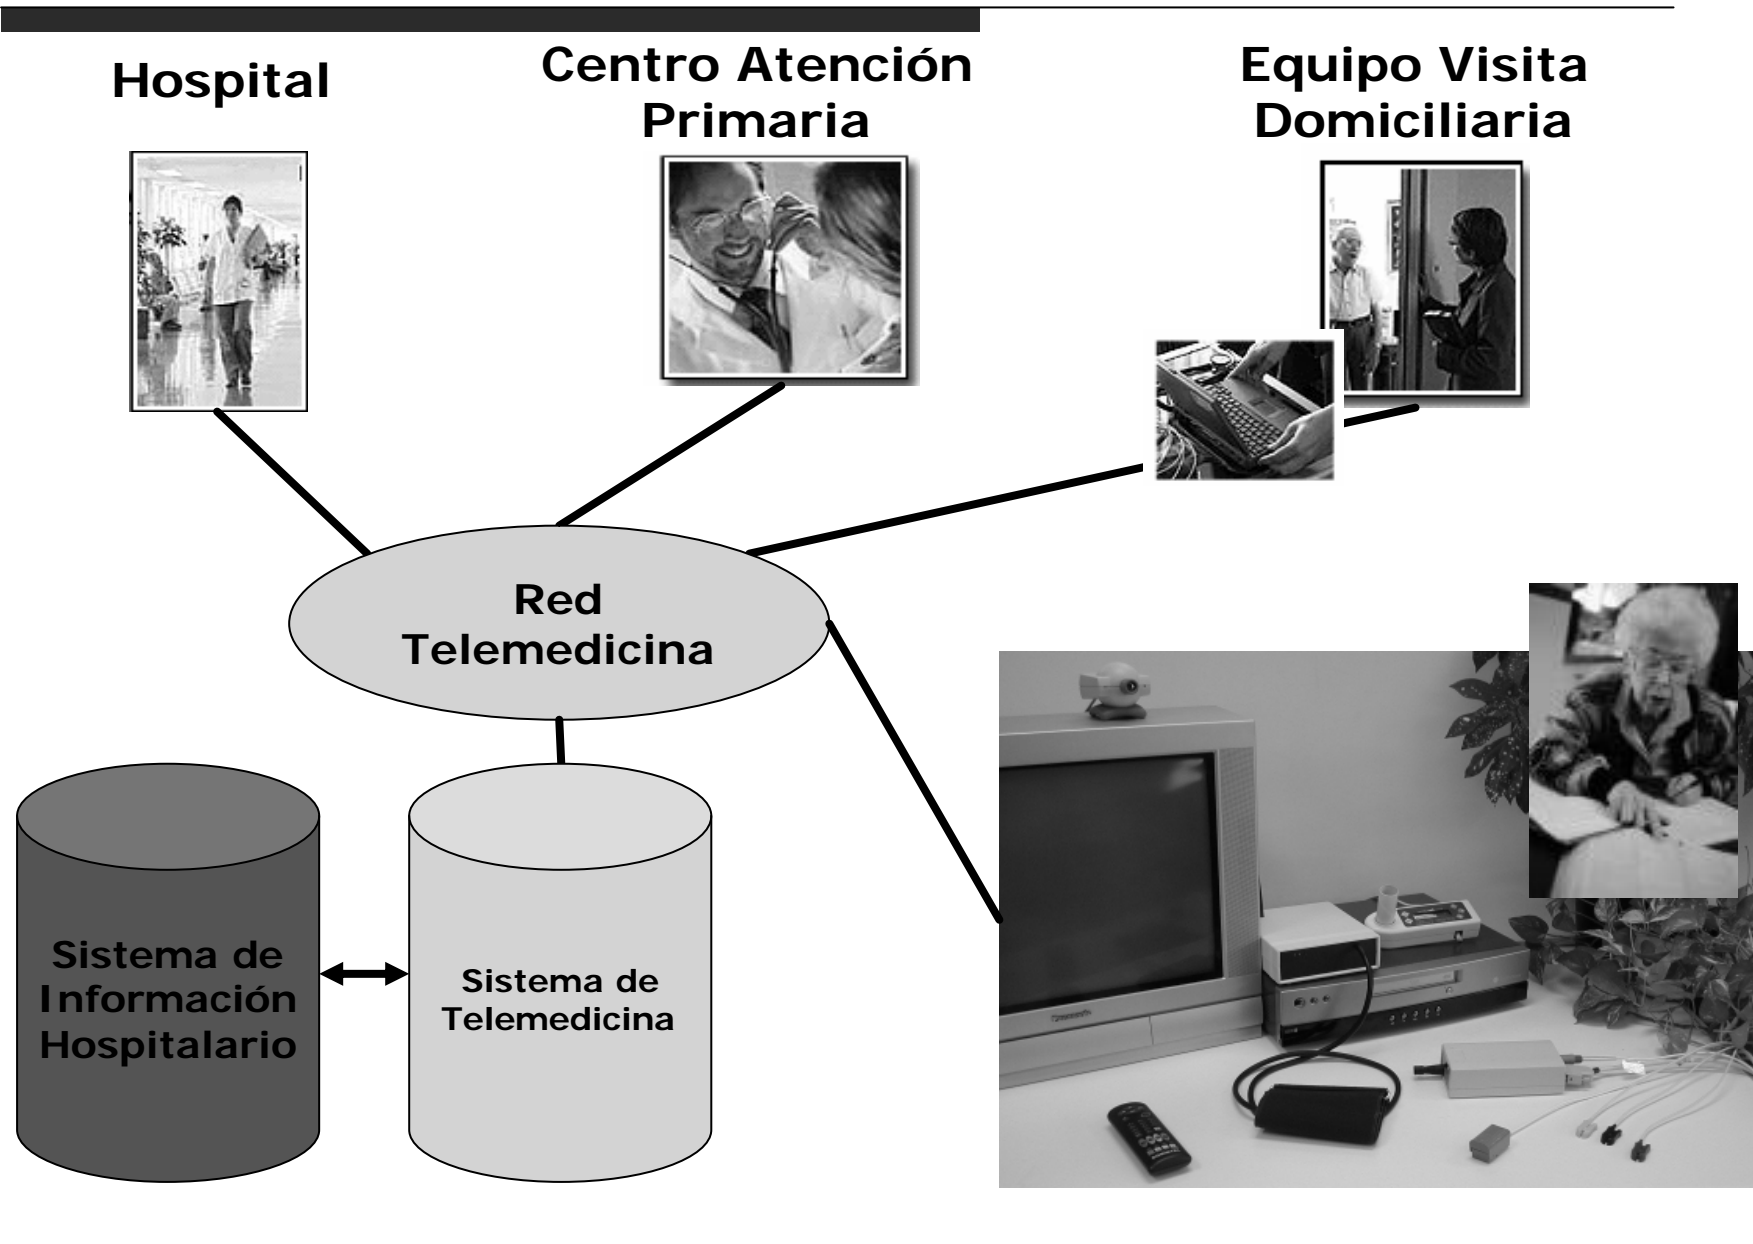 Hospital
Centro Atención
Primaria
Equipo Visita
Domiciliaria
Red
Telemedicina
Sistema de
Información
Hospitalario
Sistema de
Telemedicina